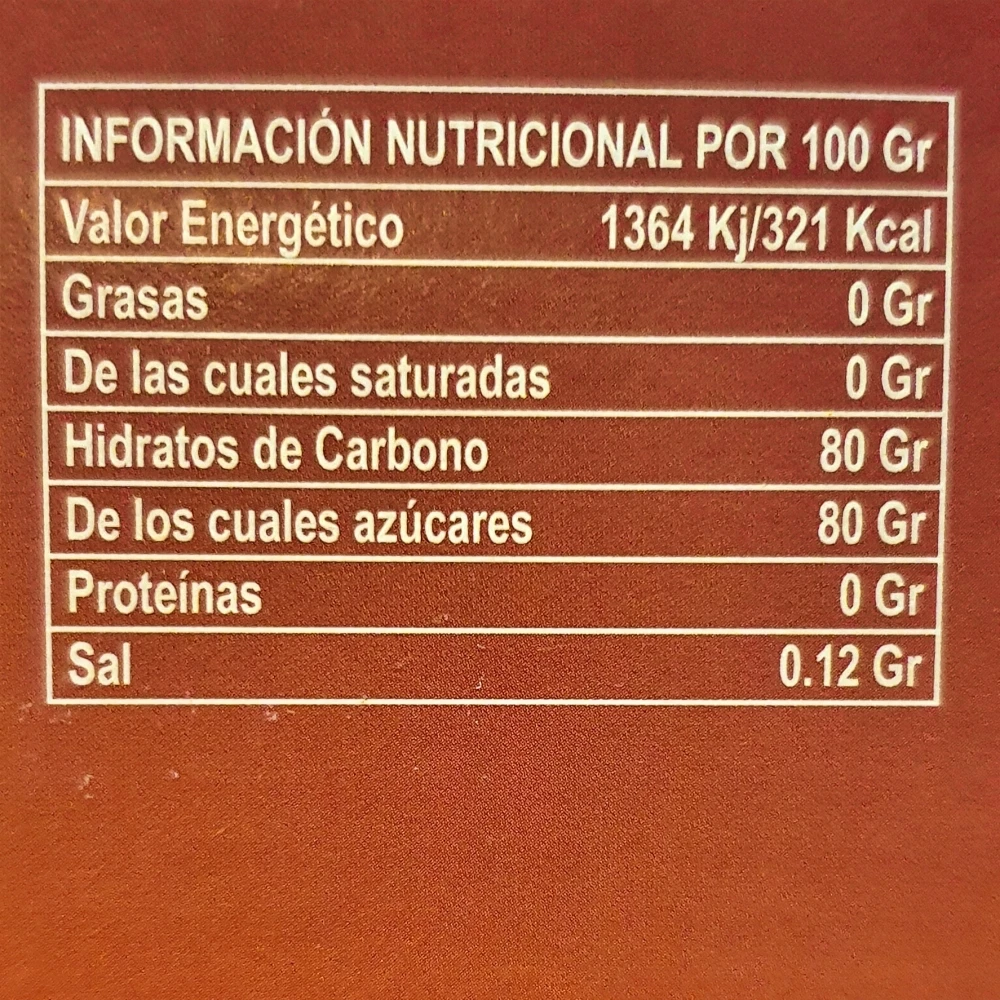 INFORMACIÓN NUTRICIONAL POR 100 Gr
Valor Energético 1364 Kj/321 Kcal
Grasas 0 Gr
De las cuales saturadas 0 Gr
Hidratos de Carbono 80 Gr
De los cuales azúcares 80 Gr
Proteínas 0 Gr
Sal 0.12 Gr